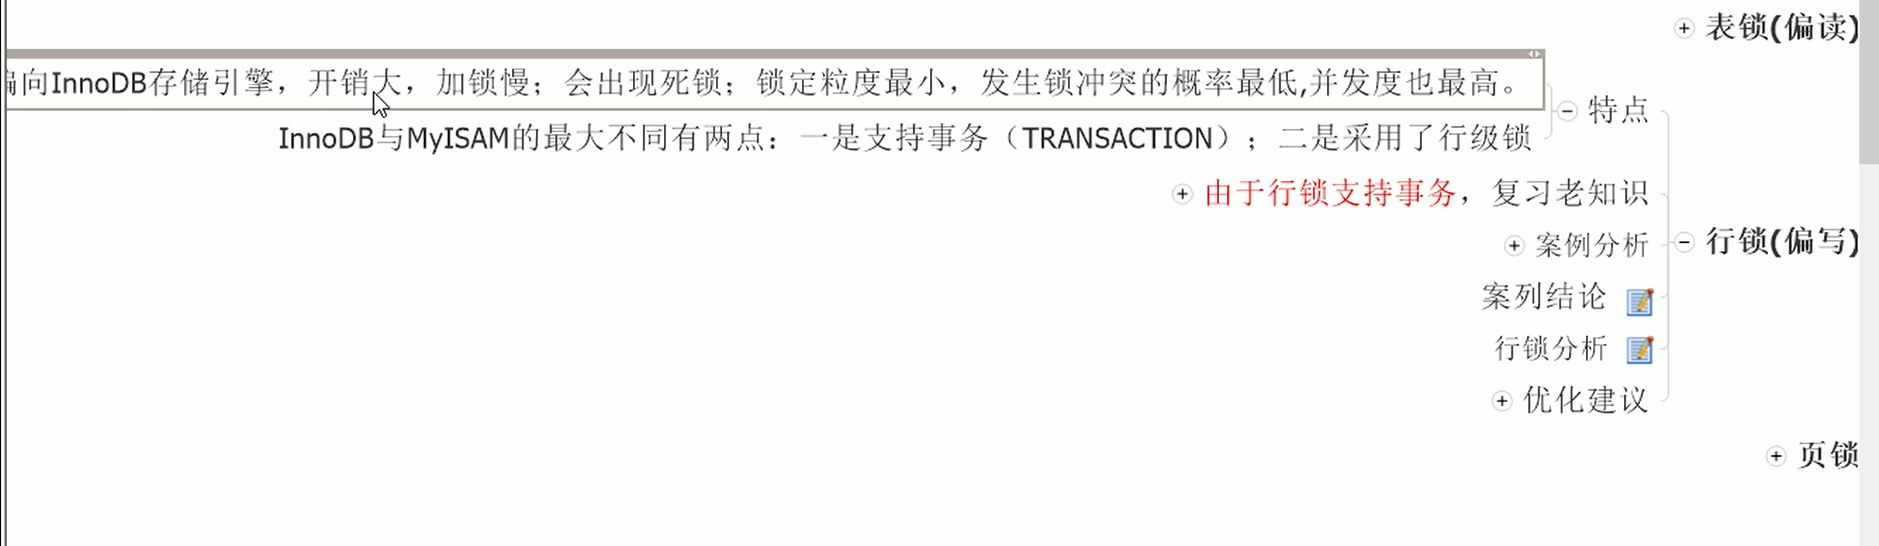 表锁(偏读)
偏向InnoDB存储引擎，开销大，加锁慢；会出现死锁；锁定粒度最小，发生锁冲突的概率最低,并发度也最高。
特点
InnoDB与MyISAM的最大不同有两点：一是支持事务（TRANSACTION）；二是采用了行级锁
由于行锁支持事务，复习老知识
行锁(偏写)
案例分析
案列结论
行锁分析
优化建议
页锁